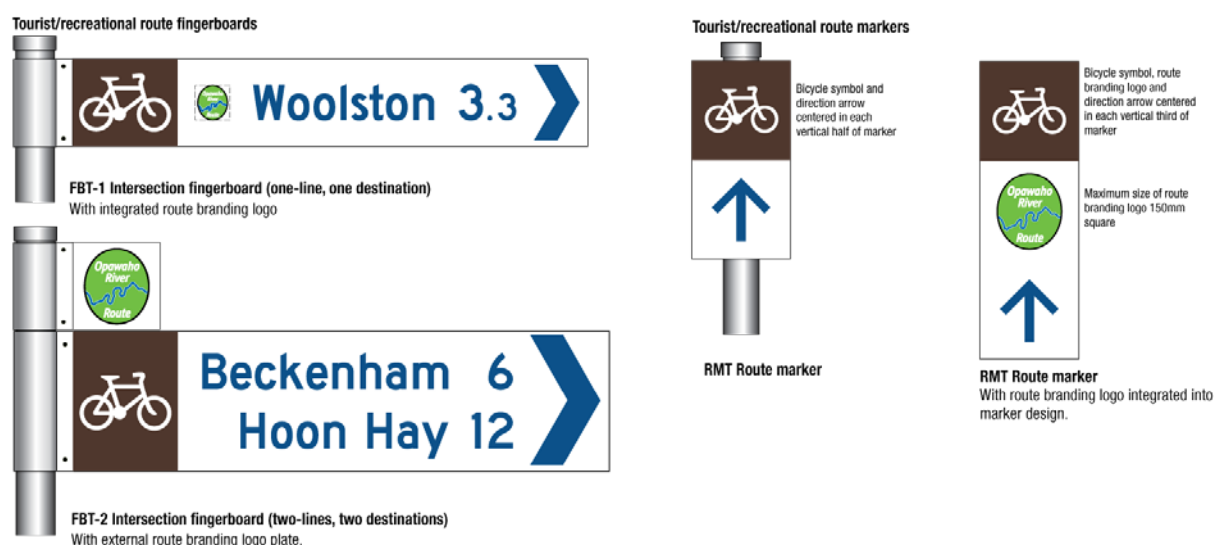 Tourist/recreational route fingerboards
Woolston 3.3
FBT-1 Intersection fingerboard (one-line, one destination)
With integrated route branding logo
Opawaho
River
Route
Beckenham 6
Hoon Hay 12
FBT-2 Intersection fingerboard (two-lines, two destinations)
With external route branding logo plate.
Tourist/recreational route markers
Bicycle symbol and
direction arrow
centered in each
vertical half of marker
RMT Route marker
Bicycle symbol, route
branding logo and
direction arrow centered
in each vertical third of
marker
Opawaho
River
Route
Maximum size of route
branding logo 150mm
square
RMT Route marker
With route branding logo integrated into
marker design.